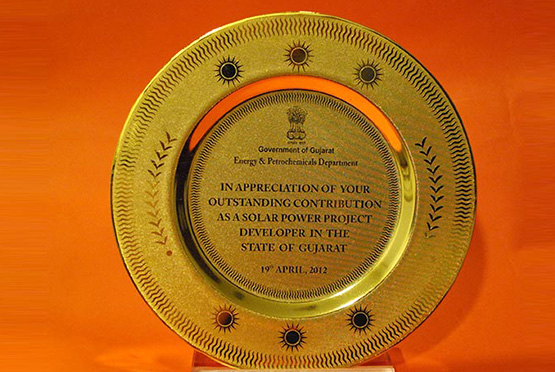 Government of Gujarat
Energy & Petrochemicals Department
IN APPRECIATION OF YOUR
OUTSTANDING CONTRIBUTION
AS A SOLAR POWER PROJECT
DEVELOPER IN THE
STATE OF GUJARAT
19th APRIL, 2012